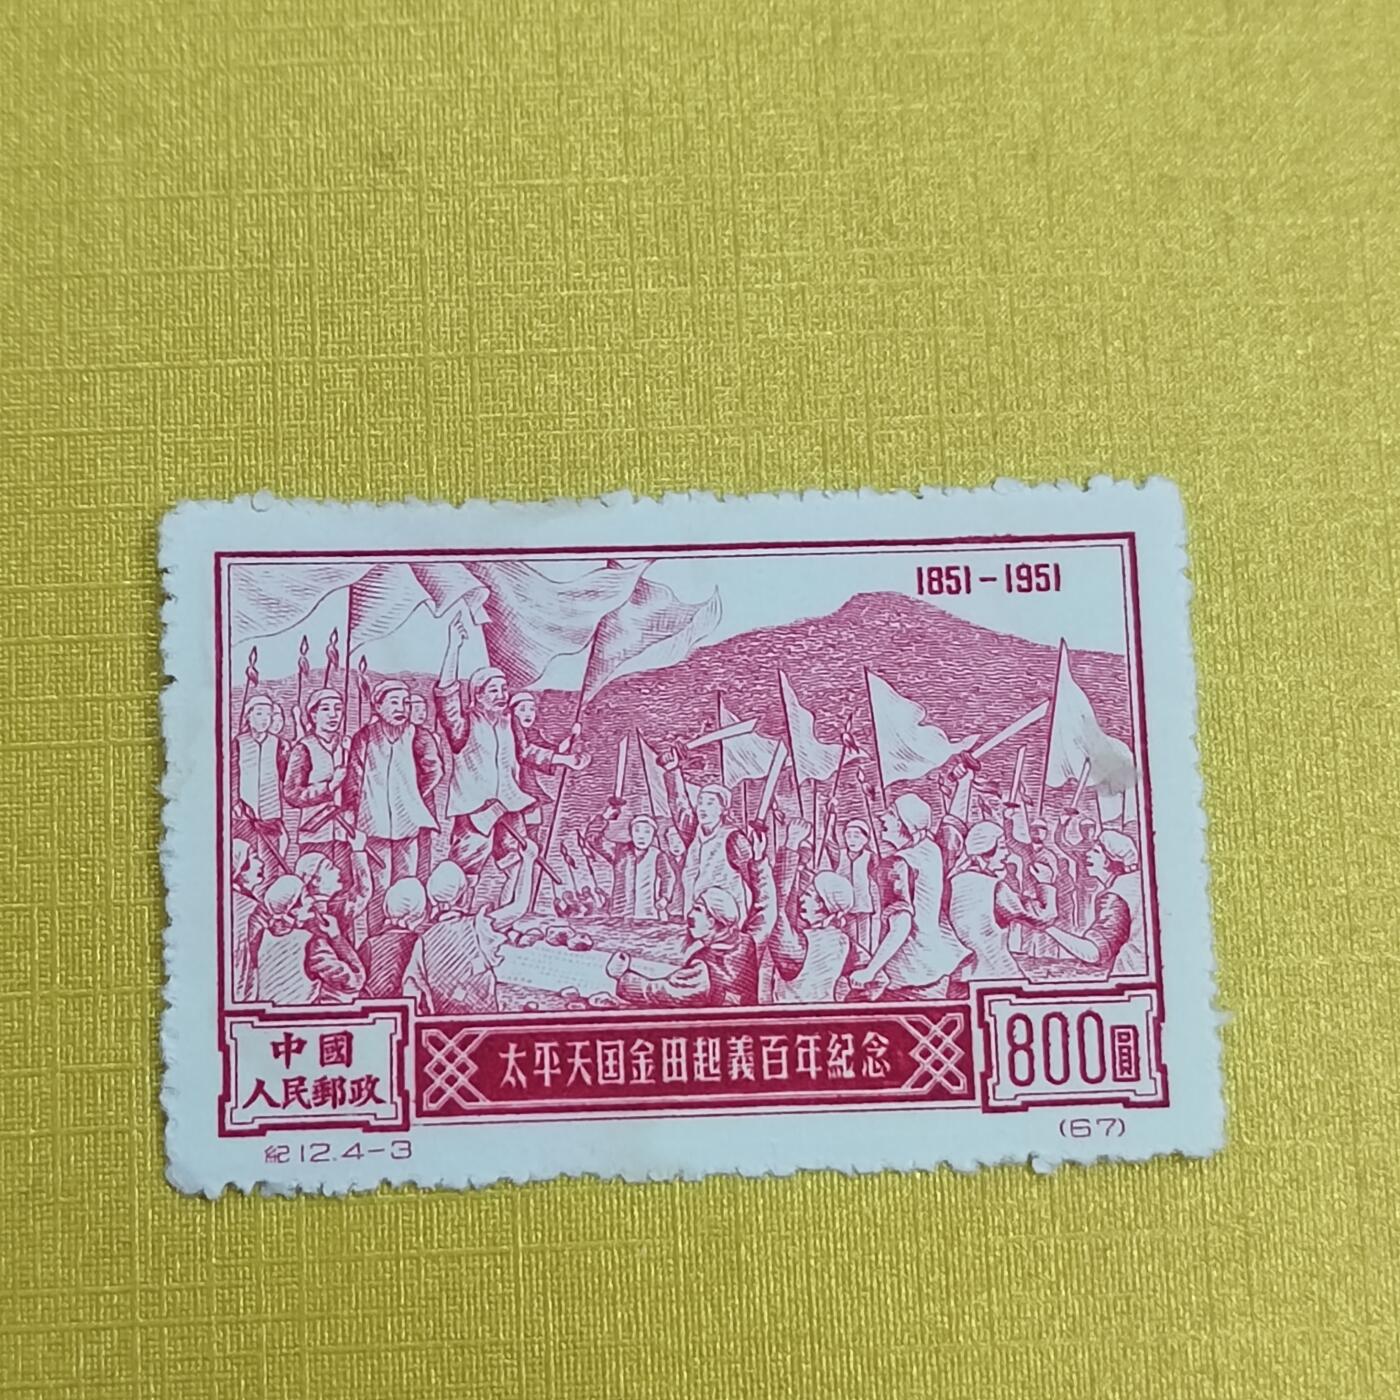 1851-1951
中國
人民郵政
太平天国金田起義百年紀念
800圓
紀12.4-3
(67)